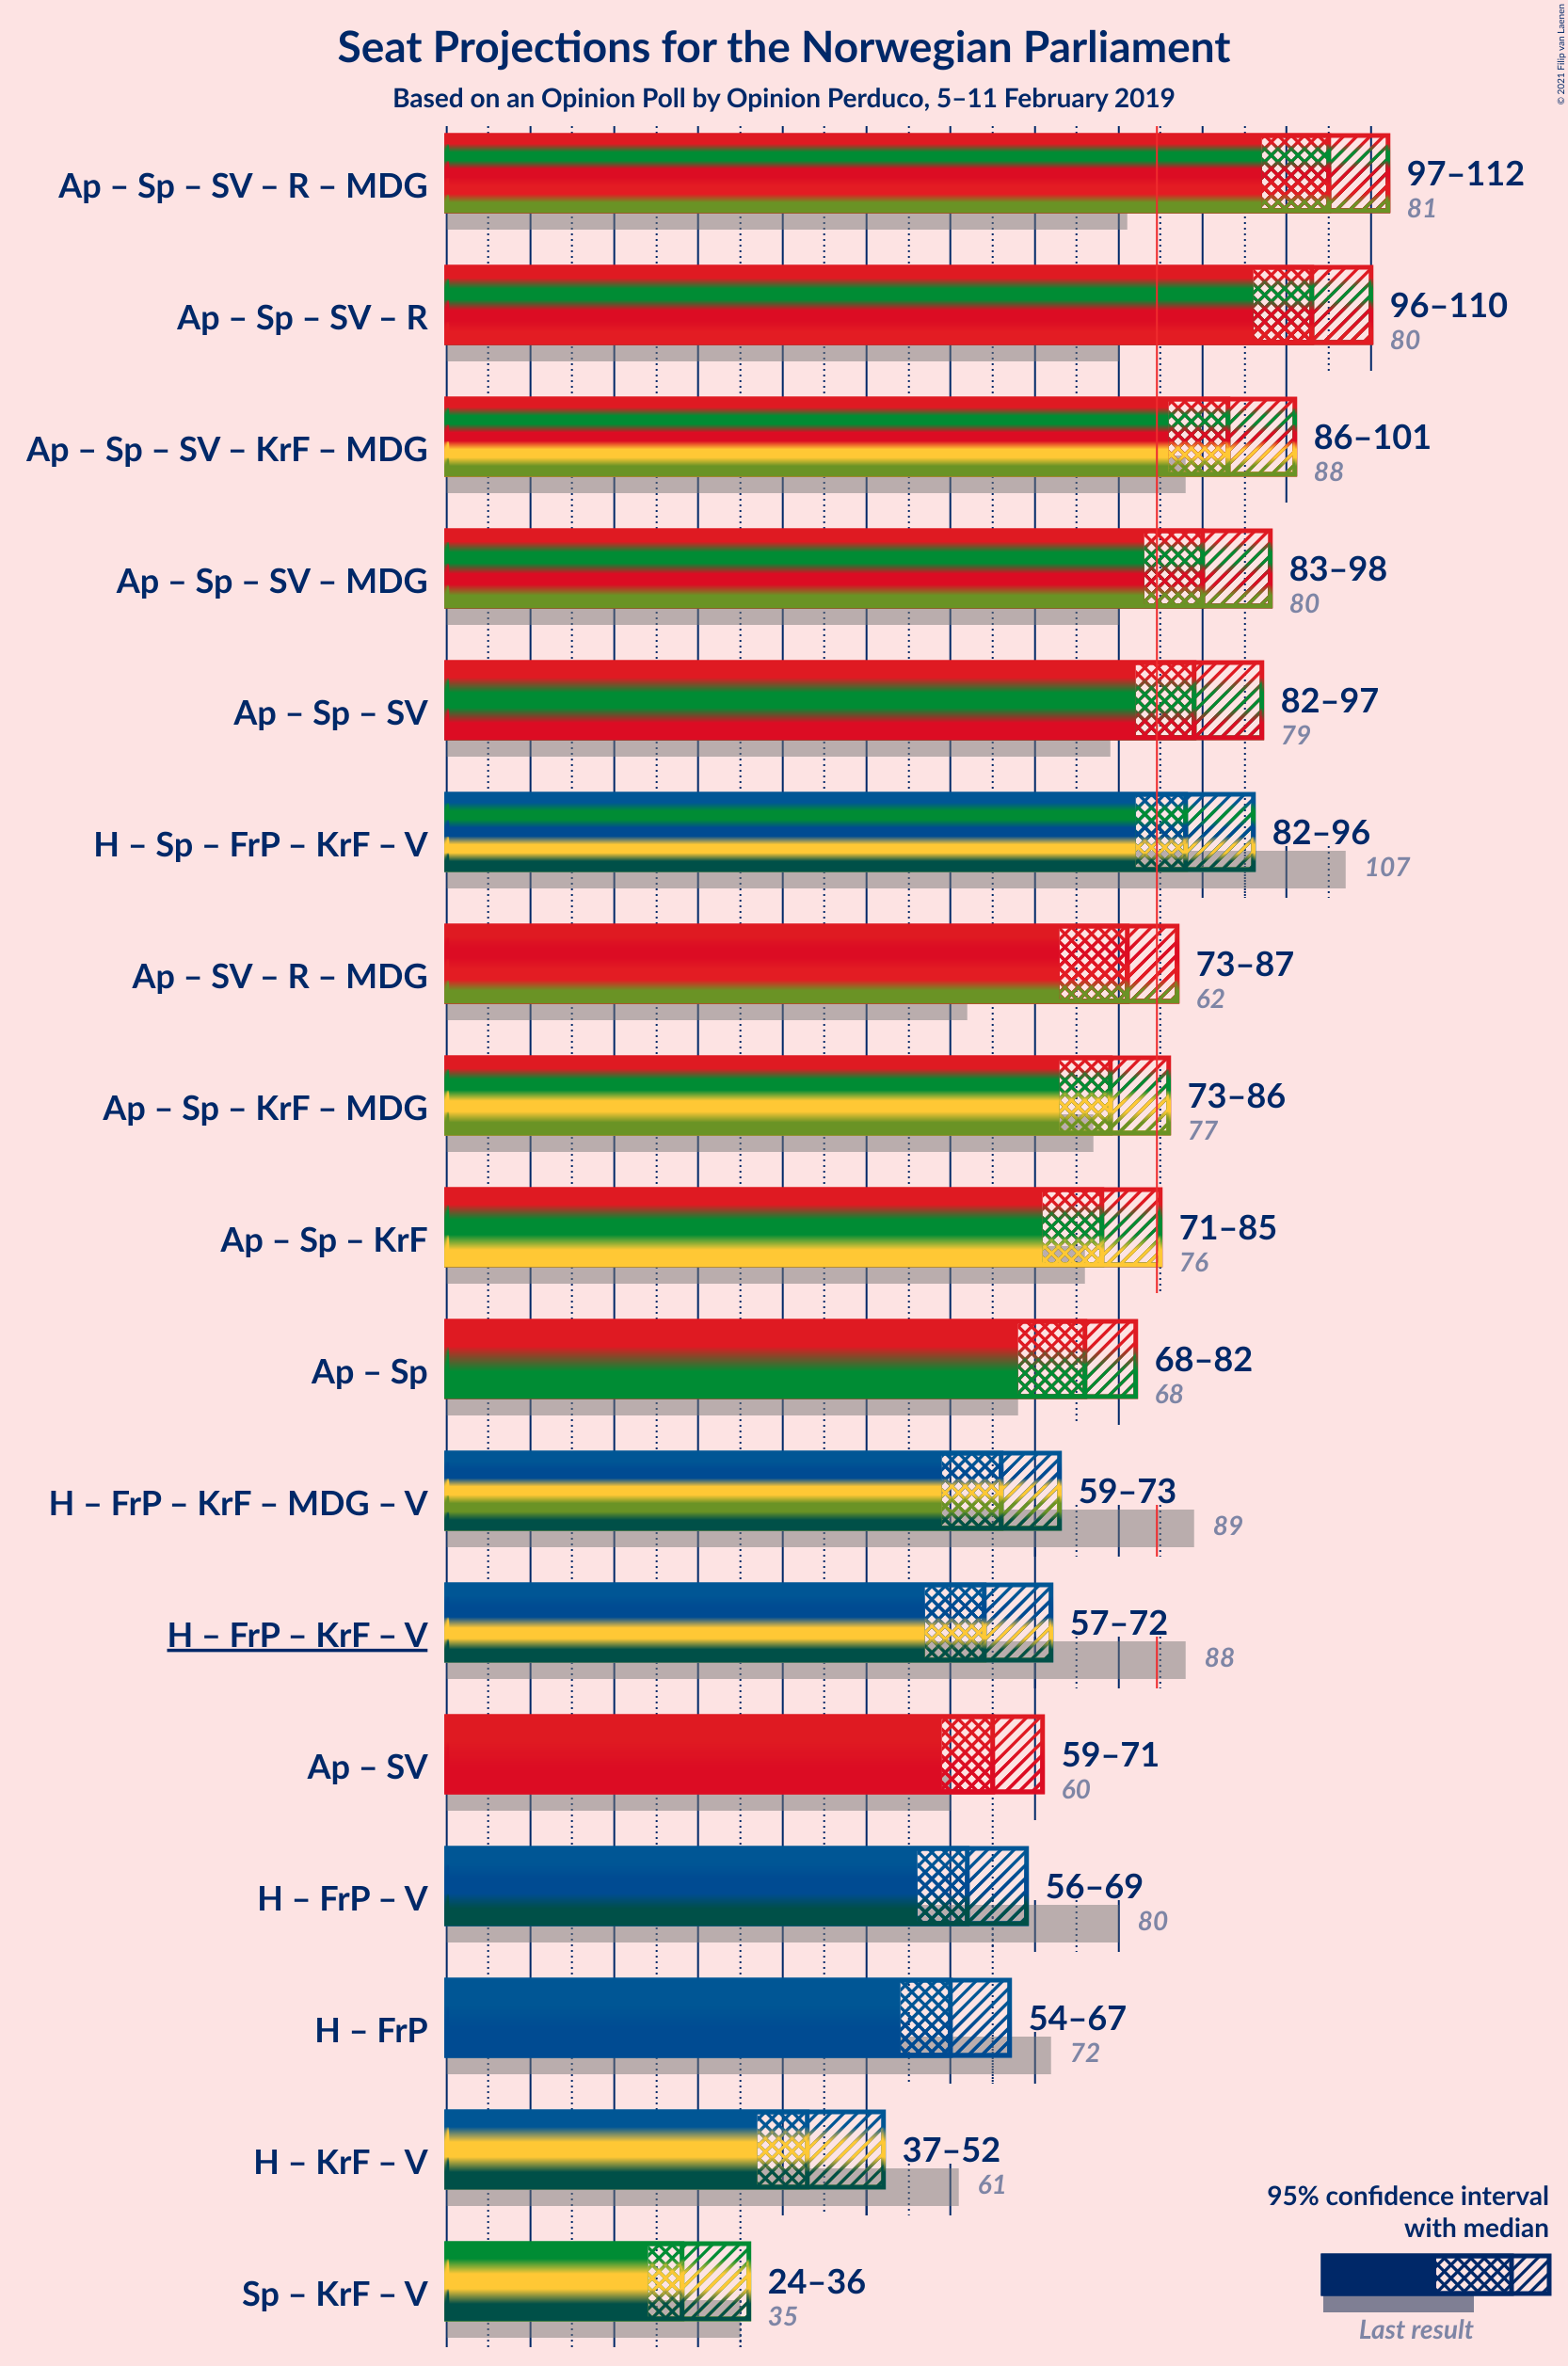 Seat Projections for the Norwegian Parliament
Based on an Opinion Poll by Opinion Perduco, 5–11 February 2019
© 2021 Filip van Laenen
Ap – Sp – SV – R – MDG
97–112
81
Ap – Sp – SV – R
96–110
80
Ap – Sp – SV – KrF – MDG
86–101
88
Ap – Sp – SV – MDG
83–98
80
Ap – Sp – SV
82–97
79
H – Sp – FrP – KrF – V
82–96
107
Ap – SV – R – MDG
73–87
62
Ap – Sp – KrF – MDG
73–86
77
Ap – Sp – KrF
71–85
76
Ap – Sp
68–82
68
H – FrP – KrF – MDG – V
59–73
89
H – FrP – KrF – V
57–72
88
Ap – SV
59–71
60
H – FrP – V
56–69
80
H – FrP
54–67
72
H – KrF – V
37–52
61
Sp – KrF – V
24–36
35
95% confidence interval
with median
Last result